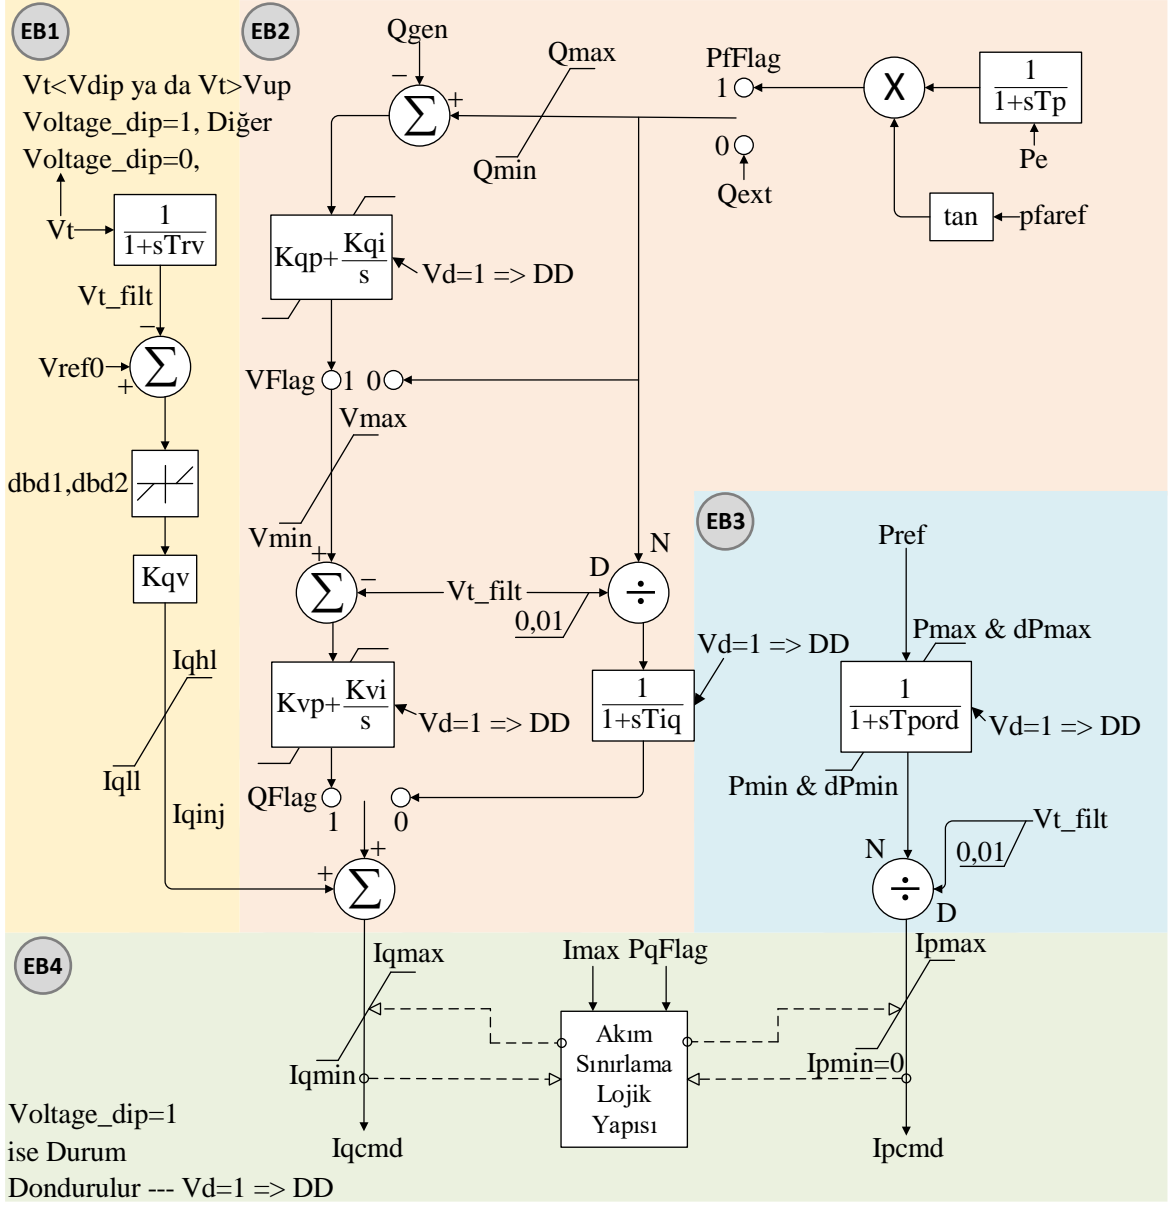 EB1
Vt<Vdip ya da Vt>Vup
Voltage_dip=1, Diğer
Voltage_dip=0,
Vt
1
1+sTrv
Vt_filt
−
Vref0
+
Σ
dbd1,dbd2
Kqv
Iqhl
Iqll
Iqinj
EB2
Qgen
−
+
Σ
Qmax
Qmin
PfFlag
1
0
Qext
X
1
1+sTp
Pe
tan
pfaref
Kqp+
Kqi
s
Vd=1 => DD
VFlag
1
0
Vmax
Vmin
+
−
Σ
Vt_filt
0,01
D
N
÷
Kvp+
Kvi
s
Vd=1 => DD
1
1+sTiq
Vd=1 => DD
QFlag
1
0
+
+
Σ
EB3
Pref
Pmax & dPmax
1
1+sTpord
Vd=1 => DD
Pmin & dPmin
Vt_filt
0,01
N
÷
D
EB4
Iqmax
Iqmin
Imax
PqFlag
Akım
Sınırlama
Lojik
Yapısı
Ipmax
Ipmin=0
Iqcmd
Ipcmd
Voltage_dip=1
ise Durum
Dondurulur --- Vd=1 => DD